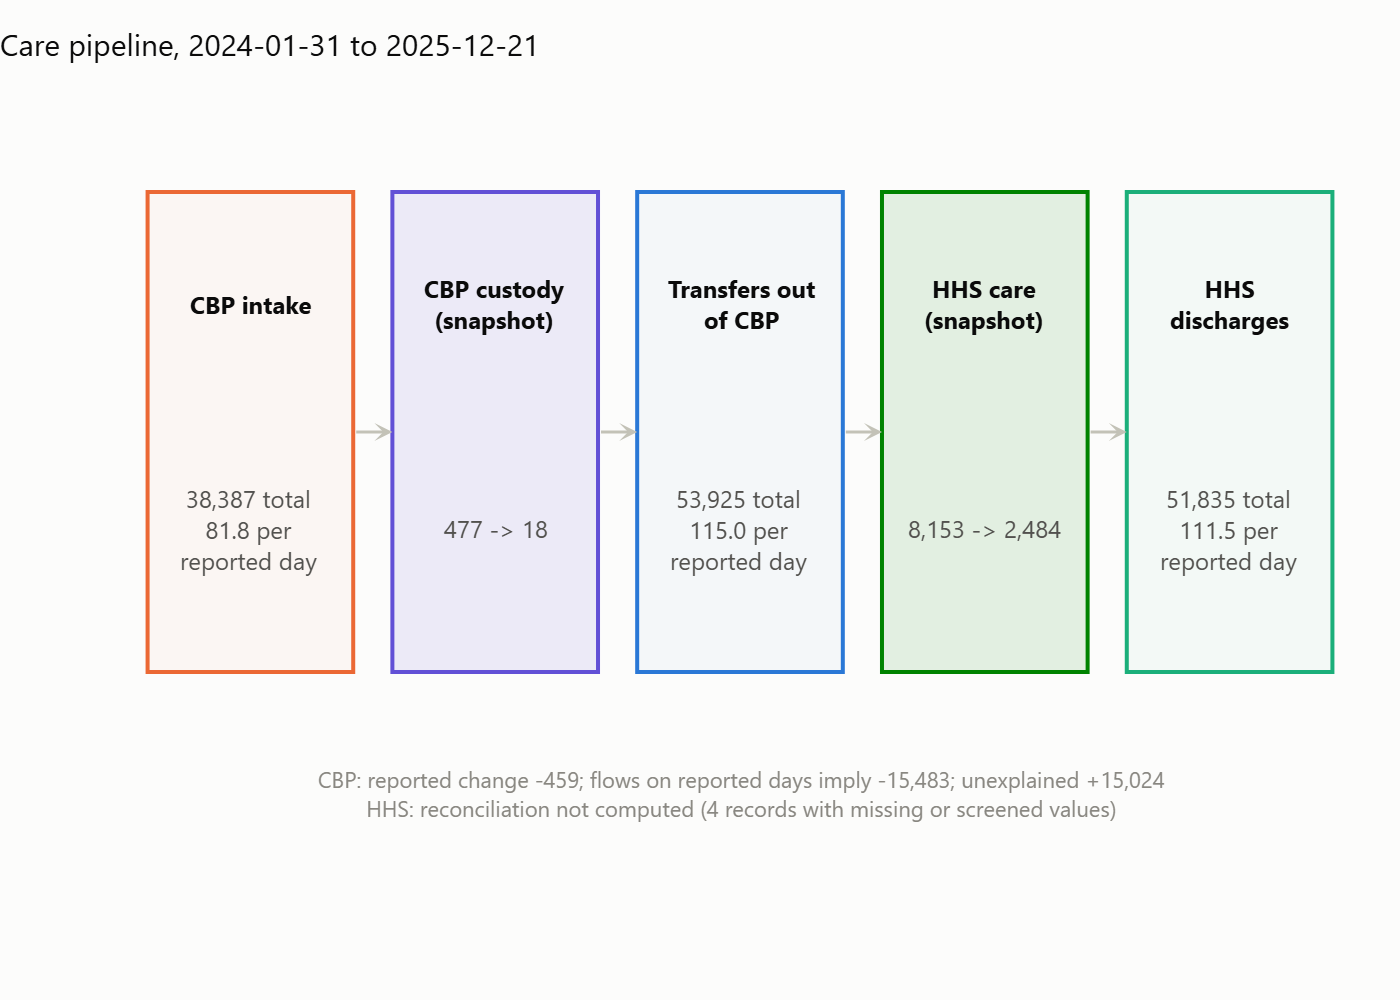 Care pipeline, 2024-01-31 to 2025-12-21
CBP intake
38,387 total
81.8 per
reported day
CBP custody
(snapshot)
477 -> 18
Transfers out
of CBP
53,925 total
115.0 per
reported day
HHS care
(snapshot)
8,153 -> 2,484
HHS
discharges
51,835 total
111.5 per
reported day
CBP: reported change -459; flows on reported days imply -15,483; unexplained +15,024
HHS: reconciliation not computed (4 records with missing or screened values)